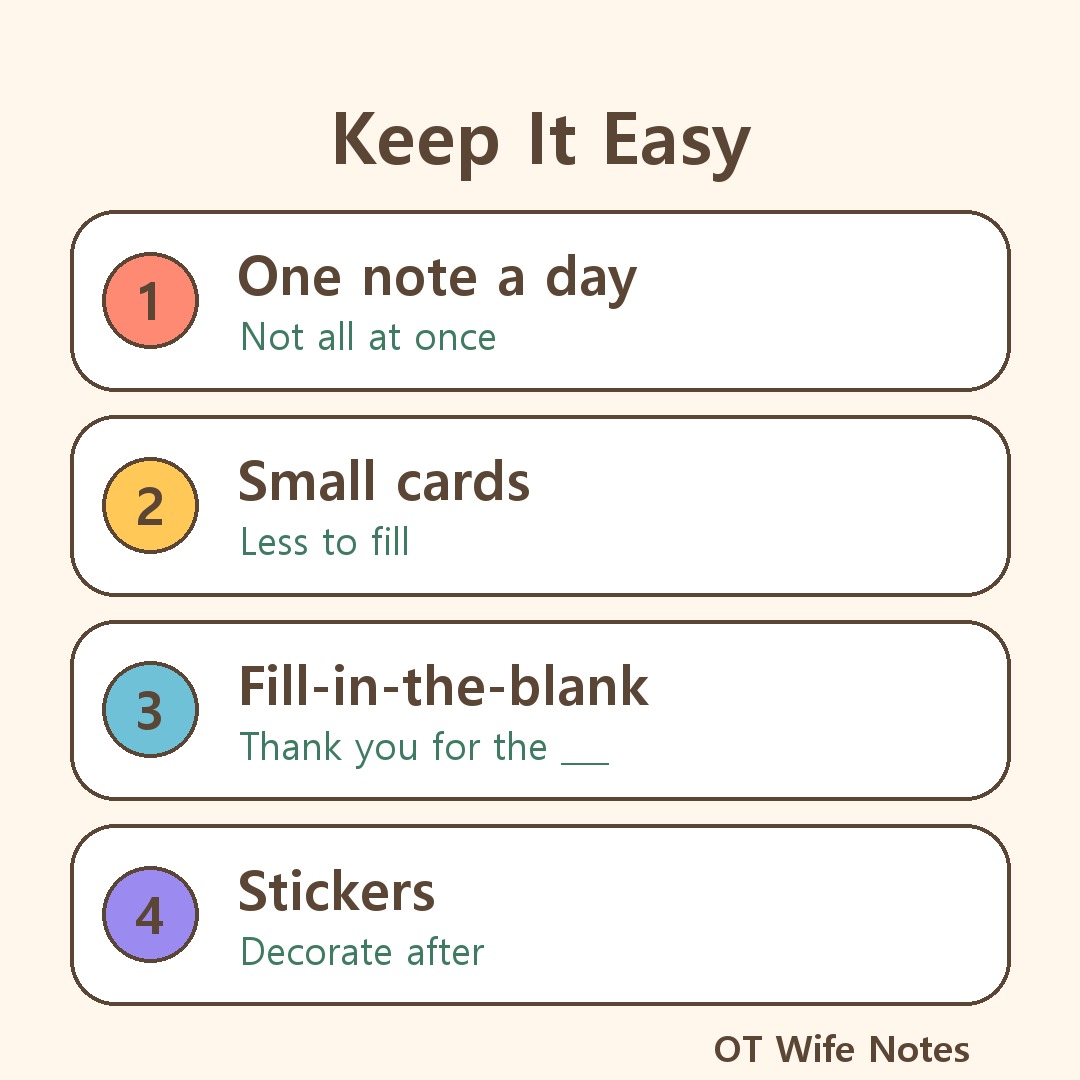 Keep It Easy
1
One note a day
Not all at once
2
Small cards
Less to fill
3
Fill-in-the-blank
Thank you for the ___
4
Stickers
Decorate after
OT Wife Notes